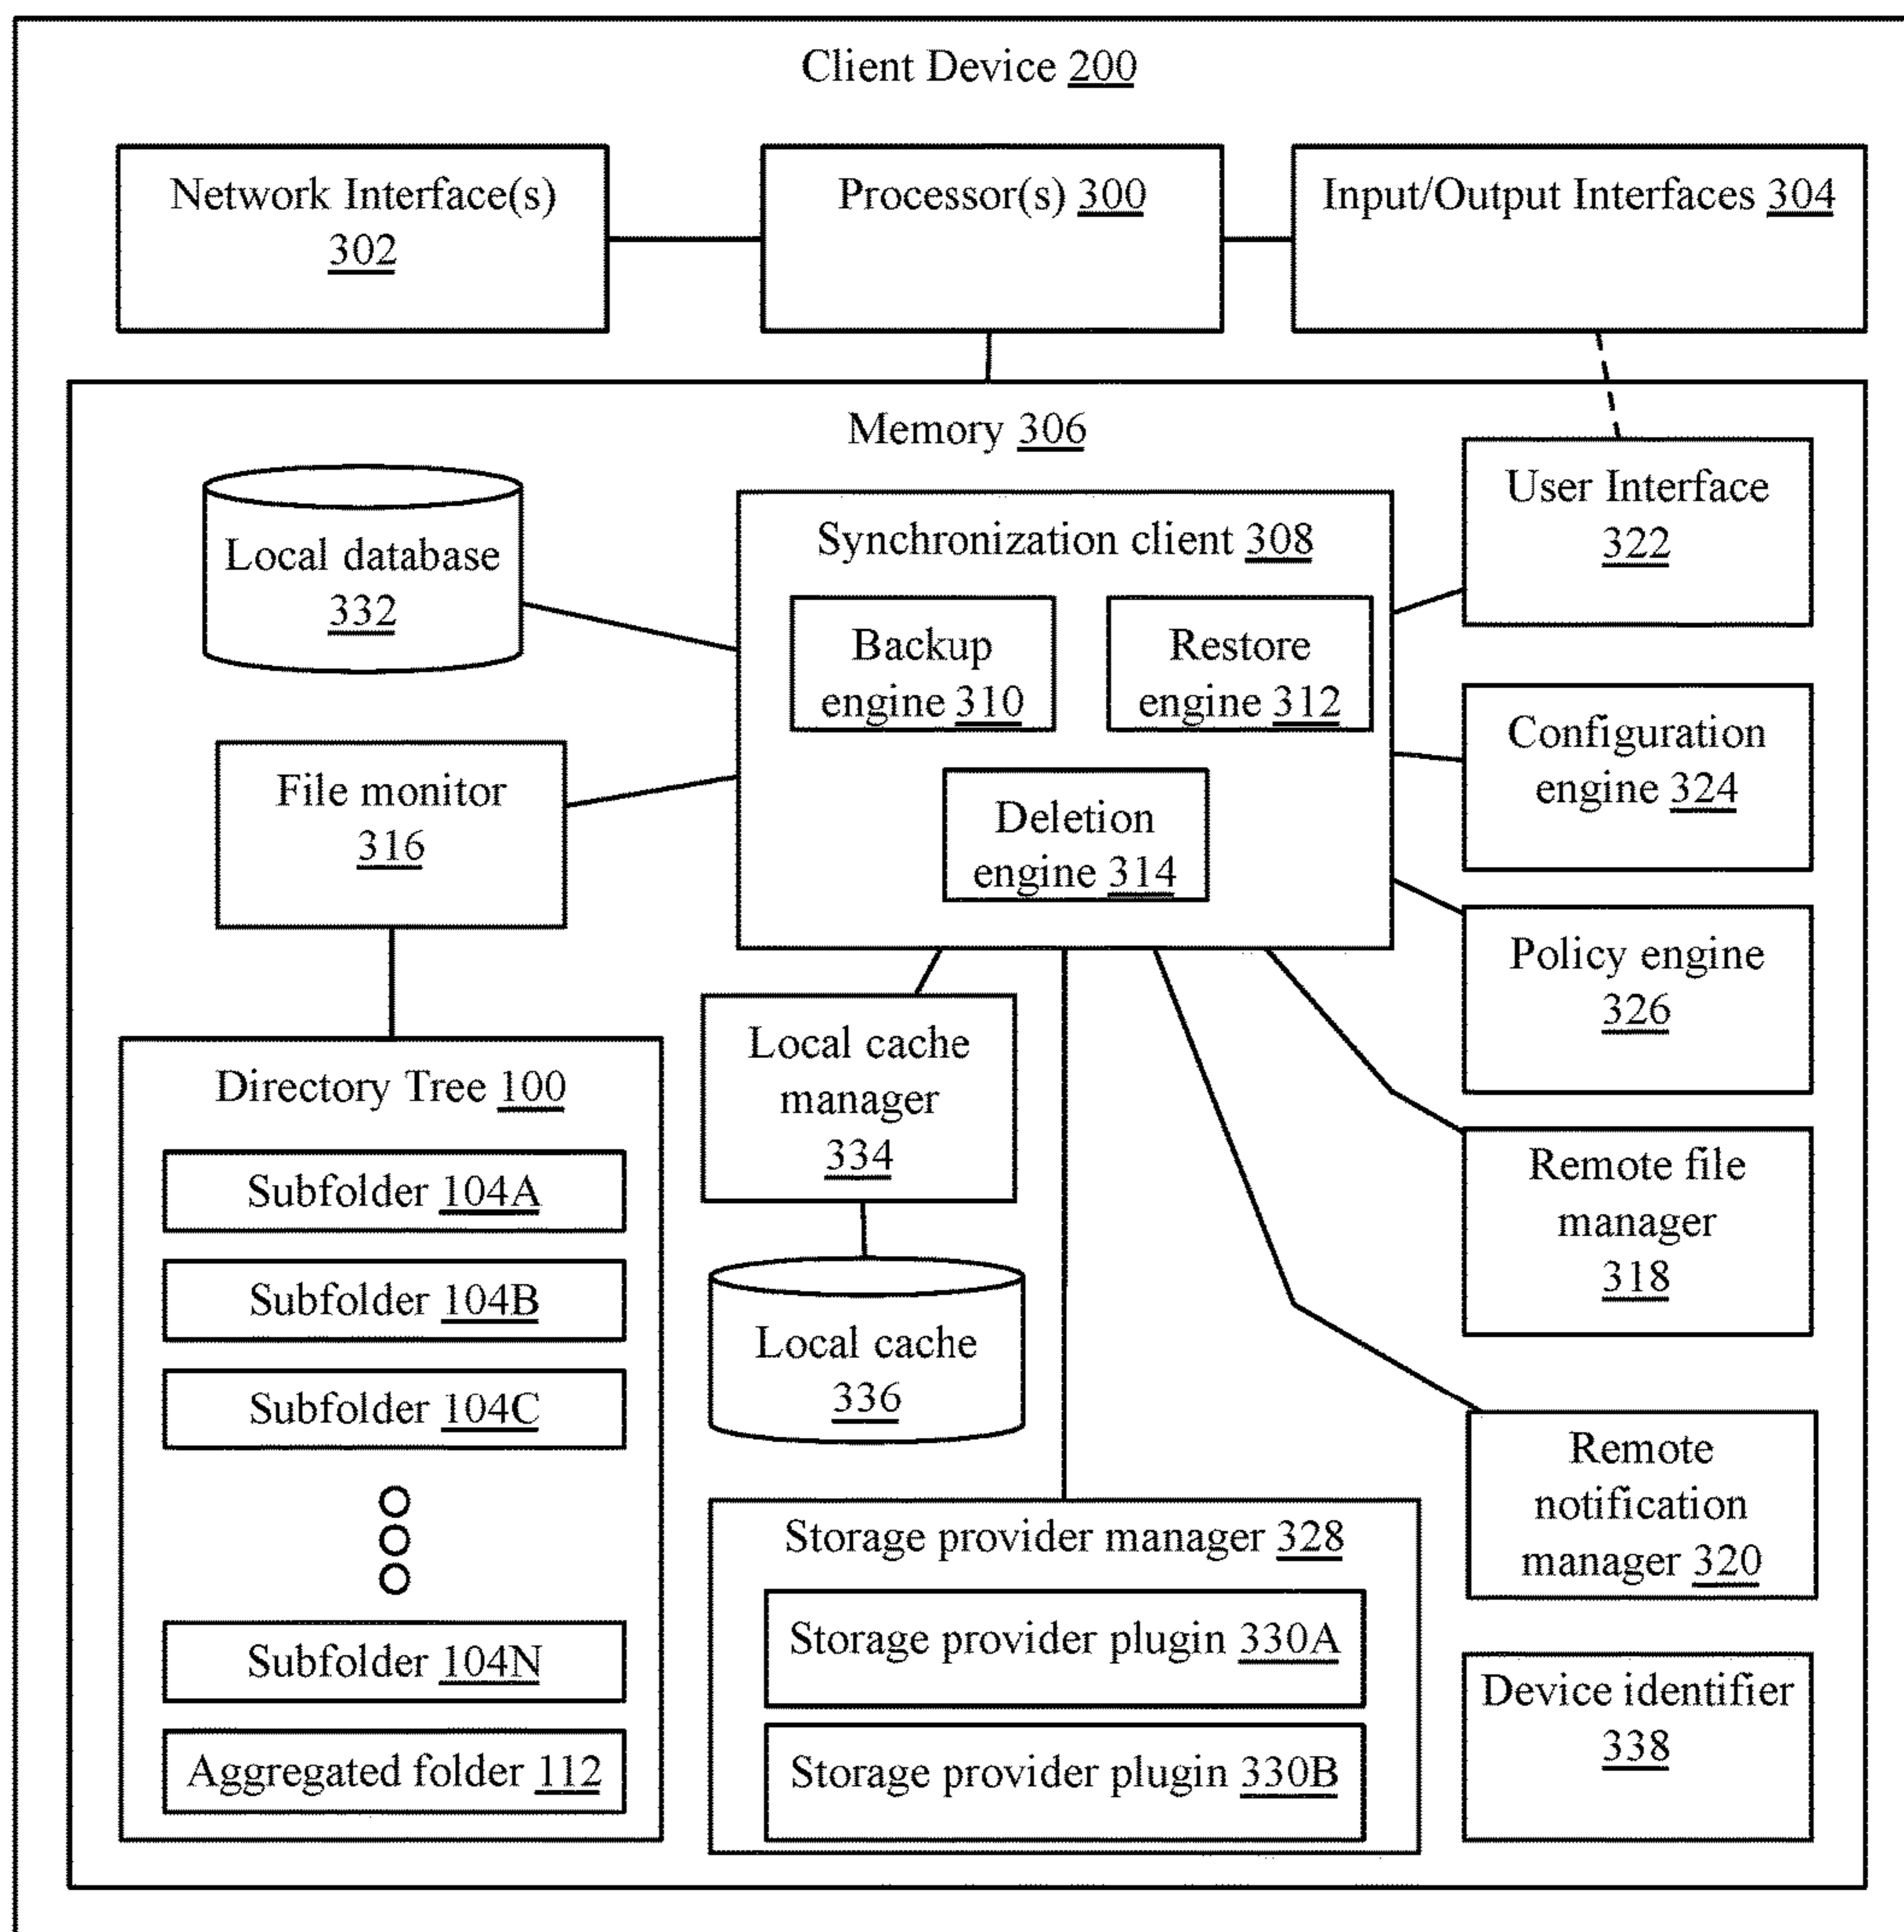 Client Device 200
Network Interface(s)
302
Processor(s) 300
Input/Output Interfaces 304
Memory 306
Local database
332
Synchronization client 308
Backup
engine 310
Restore
engine 312
Deletion
engine 314
User Interface
322
Configuration
engine 324
Policy engine
326
File monitor
316
Directory Tree 100
Subfolder 104A
Subfolder 104B
Subfolder 104C
Subfolder 104N
Aggregated folder 112
Local cache
manager
334
Local cache
336
Remote file
manager
318
Remote
notification
manager 320
Storage provider manager 328
Storage provider plugin 330A
Storage provider plugin 330B
Device identifier
338